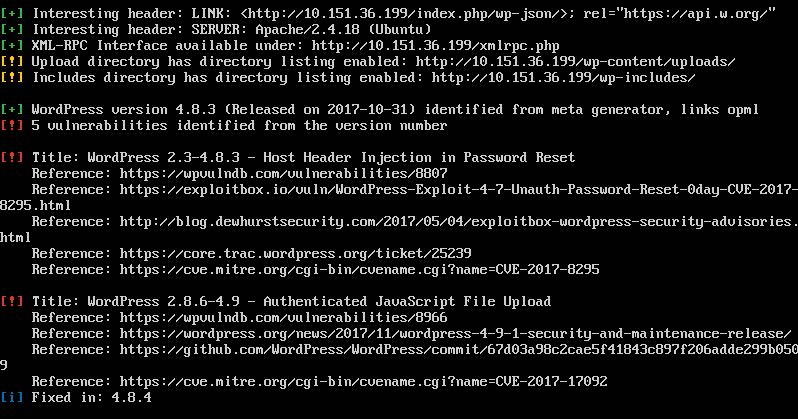 [+] Interesting header: LINK: <http://10.151.36.199/index.php/wp-json/>; rel="https://api.w.org/"
[+] Interesting header: SERVER: Apache/2.4.18 (Ubuntu)
[+] XML-RPC Interface available under: http://10.151.36.199/xmlrpc.php
[!] Upload directory has directory listing enabled: http://10.151.36.199/wp-content/uploads/
[!] Includes directory has directory listing enabled: http://10.151.36.199/wp-includes/
[+] WordPress version 4.8.3 (Released on 2017-10-31) identified from meta generator, links opml
[!] 5 vulnerabilities identified from the version number
[!] Title: WordPress 2.3-4.8.3 - Host Header Injection in Password Reset
Reference: https://wpvulndb.com/vulnerabilities/8807
Reference: https://exploitbox.io/vuln/WordPress-Exploit-4-7-Unauth-Password-Reset-0day-CVE-2017-
8295.html
Reference: http://blog.dewhurstsecurity.com/2017/05/04/exploitbox-wordpress-security-advisories.
html
Reference: https://core.trac.wordpress.org/ticket/25239
Reference: https://cve.mitre.org/cgi-bin/cvename.cgi?name=CVE-2017-8295
[!] Title: WordPress 2.8.6-4.9 - Authenticated JavaScript File Upload
Reference: https://wpvulndb.com/vulnerabilities/8966
Reference: https://wordpress.org/news/2017/11/wordpress-4-9-1-security-and-maintenance-release/
Reference: https://github.com/WordPress/WordPress/commit/67d03a98c2cae5f41843c897f206adde299b050
9
Reference: https://cve.mitre.org/cgi-bin/cvename.cgi?name=CVE-2017-17092
[i] Fixed in: 4.8.4